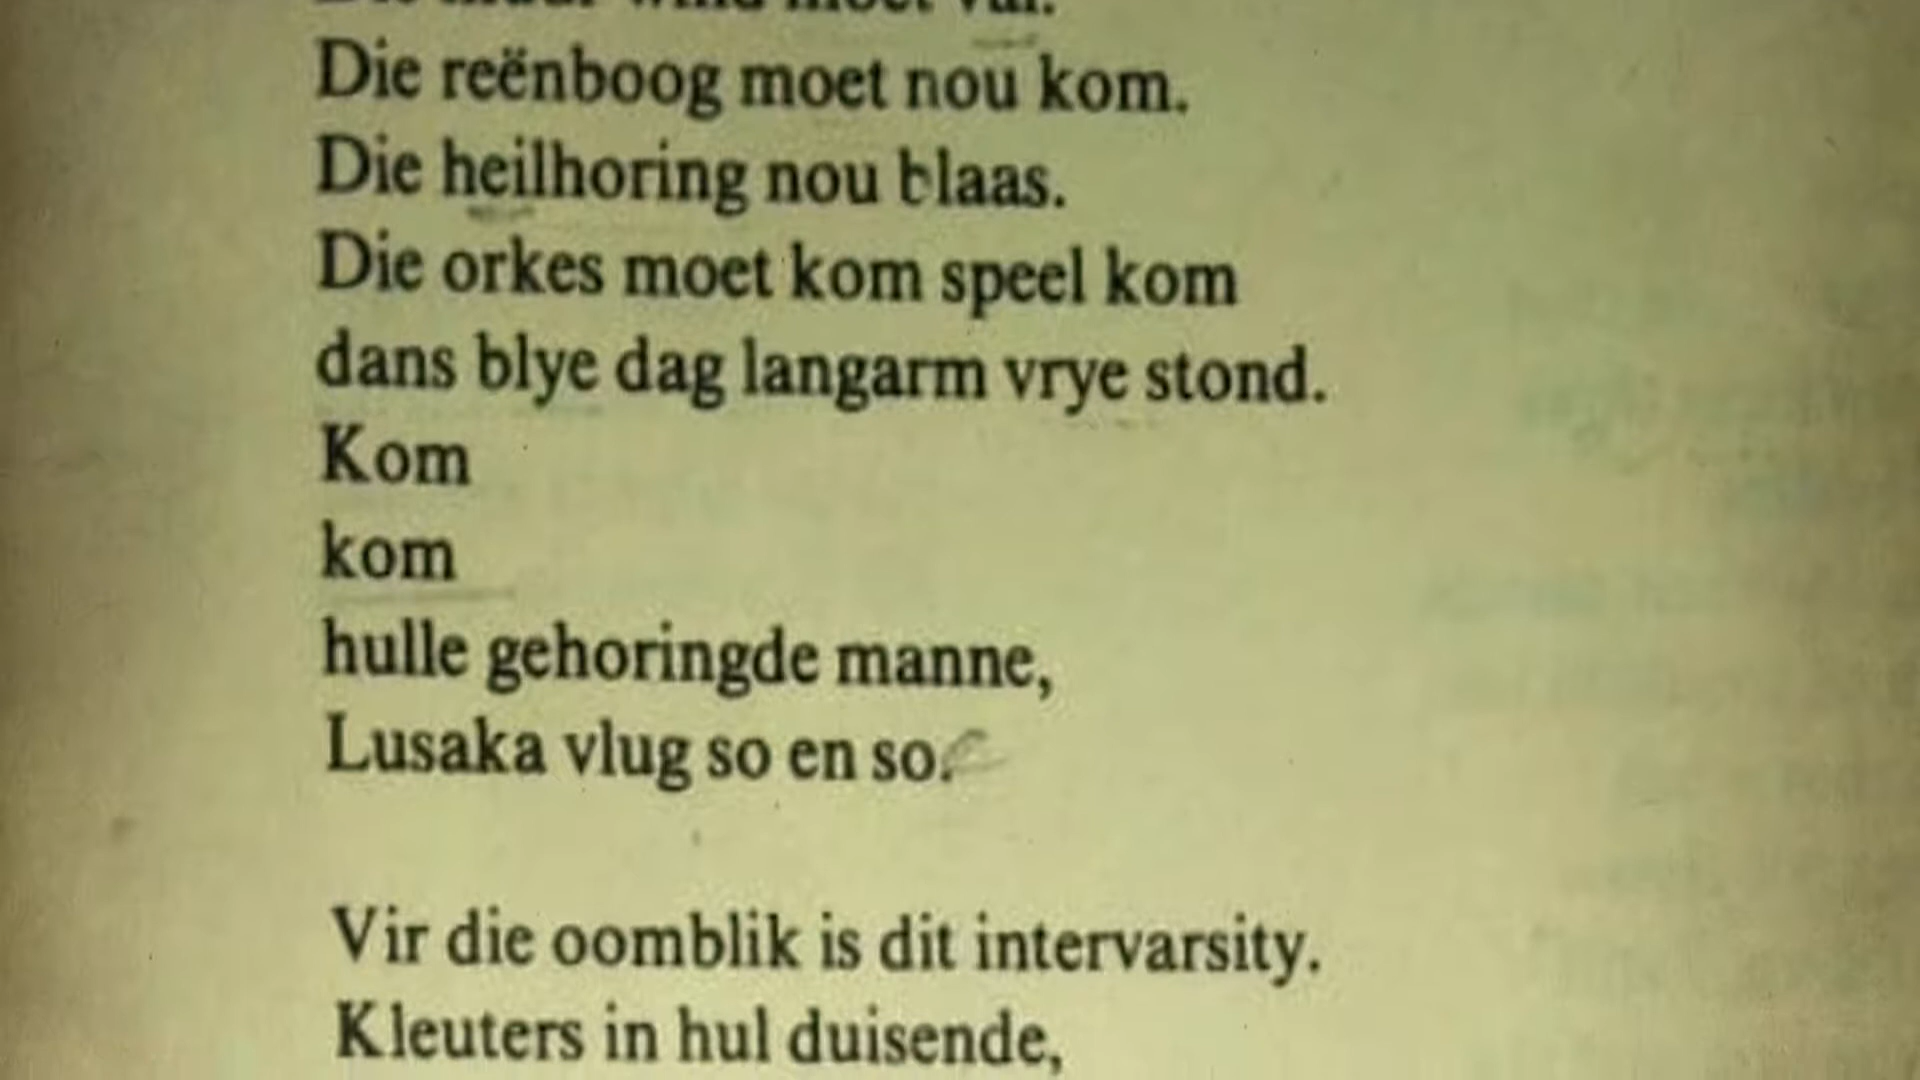 Die reënboog moet nou kom.
Die heilhoring nou blaas.
Die orkes moet kom speel kom
dans blye dag langarm vrye stond.
Kom
kom
hulle gehoringde manne,
Lusaka vlug so en so.
Vir die oomblik is dit intervarsity.
Kleuters in hul duisende,